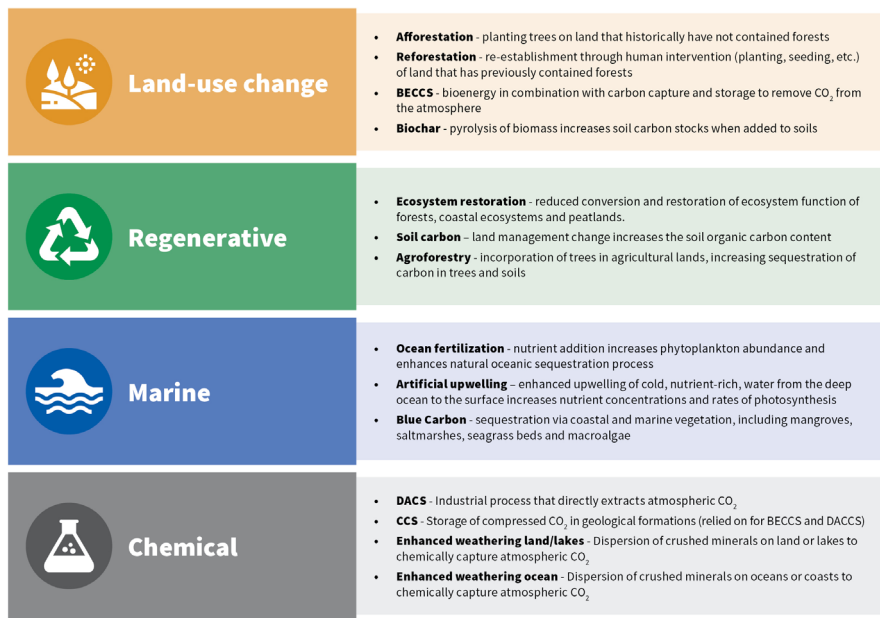 Land-use change
• Afforestation - planting trees on land that historically have not contained forests
• Reforestation - re-establishment through human intervention (planting, seeding, etc.)
of land that has previously contained forests
• BECCS - bioenergy in combination with carbon capture and storage to remove CO₂ from
the atmosphere
• Biochar - pyrolysis of biomass increases soil carbon stocks when added to soils
Regenerative
• Ecosystem restoration - reduced conversion and restoration of ecosystem function of
forests, coastal ecosystems and peatlands.
• Soil carbon – land management change increases the soil organic carbon content
• Agroforestry - incorporation of trees in agricultural lands, increasing sequestration of
carbon in trees and soils
Marine
• Ocean fertilization - nutrient addition increases phytoplankton abundance and
enhances natural oceanic sequestration process
• Artificial upwelling – enhanced upwelling of cold, nutrient-rich, water from the deep
ocean to the surface increases nutrient concentrations and rates of photosynthesis
• Blue Carbon - sequestration via coastal and marine vegetation, including mangroves,
saltmarshes, seagrass beds and macroalgae
Chemical
• DACS - Industrial process that directly extracts atmospheric CO₂
• CCS - Storage of compressed CO₂ in geological formations (relied on for BECCS and DACCS)
• Enhanced weathering land/lakes - Dispersion of crushed minerals on land or lakes to
chemically capture atmospheric CO₂
• Enhanced weathering ocean - Dispersion of crushed minerals on oceans or coasts to
chemically capture atmospheric CO₂